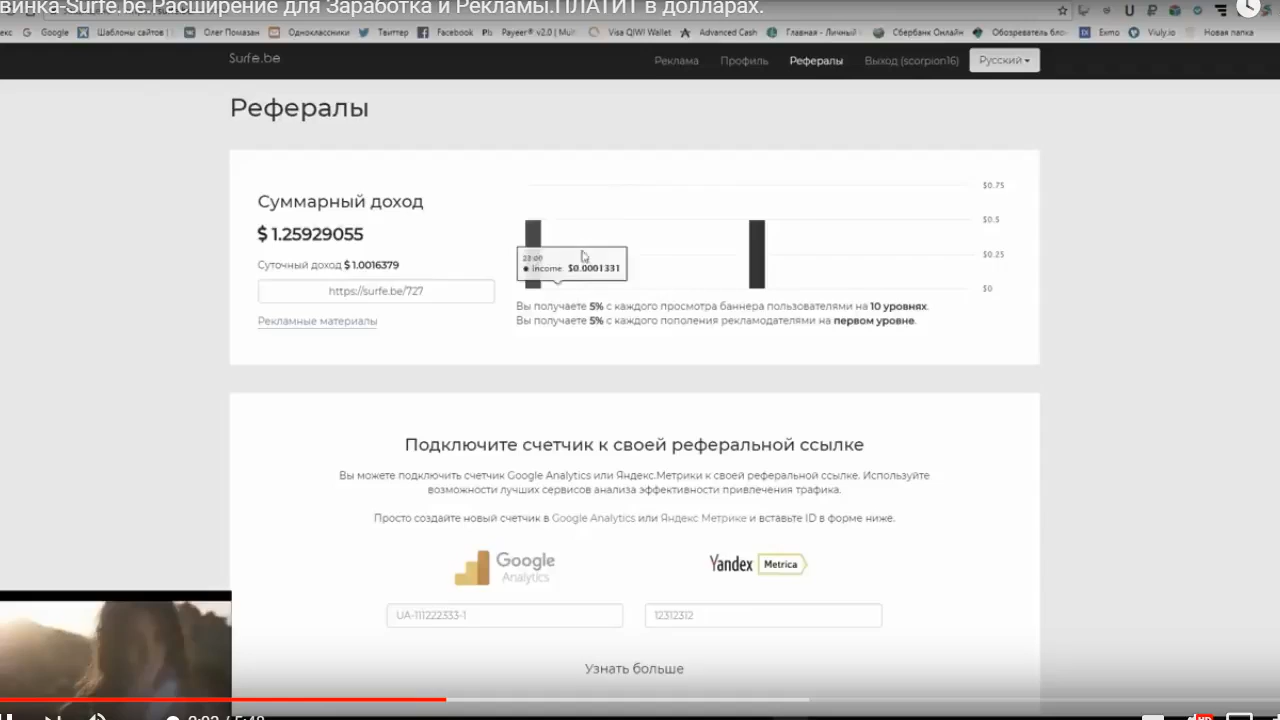 винка-Surfe.be.Расширение для Заработка и Рекламы.ПЛАТИТ в долларах.
екс Google Шаблоны сайтов | Олег Помазан Одноклассники Твиттер Facebook Payeer® v2.0 | Mult Visa QIWI Wallet Advanced Cash Главная - Личный Сбербанк Онлайн Обозреватель бло Exmo Viuly.io Новая папка
Surfe.be Реклама Профиль Рефералы Выход (scorpion16) Русский
Рефералы
Суммарный доход
$ 1.25929055
Суточный доход $ 1.0016379
https://surfe.be/727
Рекламные материалы
$0.75
$0.5
$0.25
$0
23:00
Income $0.0001331
Вы получаете 5% с каждого просмотра баннера пользователями на 10 уровнях.
Вы получаете 5% с каждого пополения рекламодателями на первом уровне.
Подключите счетчик к своей реферальной ссылке
Вы можете подключить счетчик Google Analytics или Яндекс.Метрики к своей реферальной ссылке. Используйте
возможности лучших сервисов анализа эффективности привлечения трафика.
Просто создайте новый счетчик в Google Analytics или Яндекс Метрике и вставьте ID в форме ниже.
Google Analytics
Yandex Metrica
UA-111222333-1
12312312
Узнать больше
HD